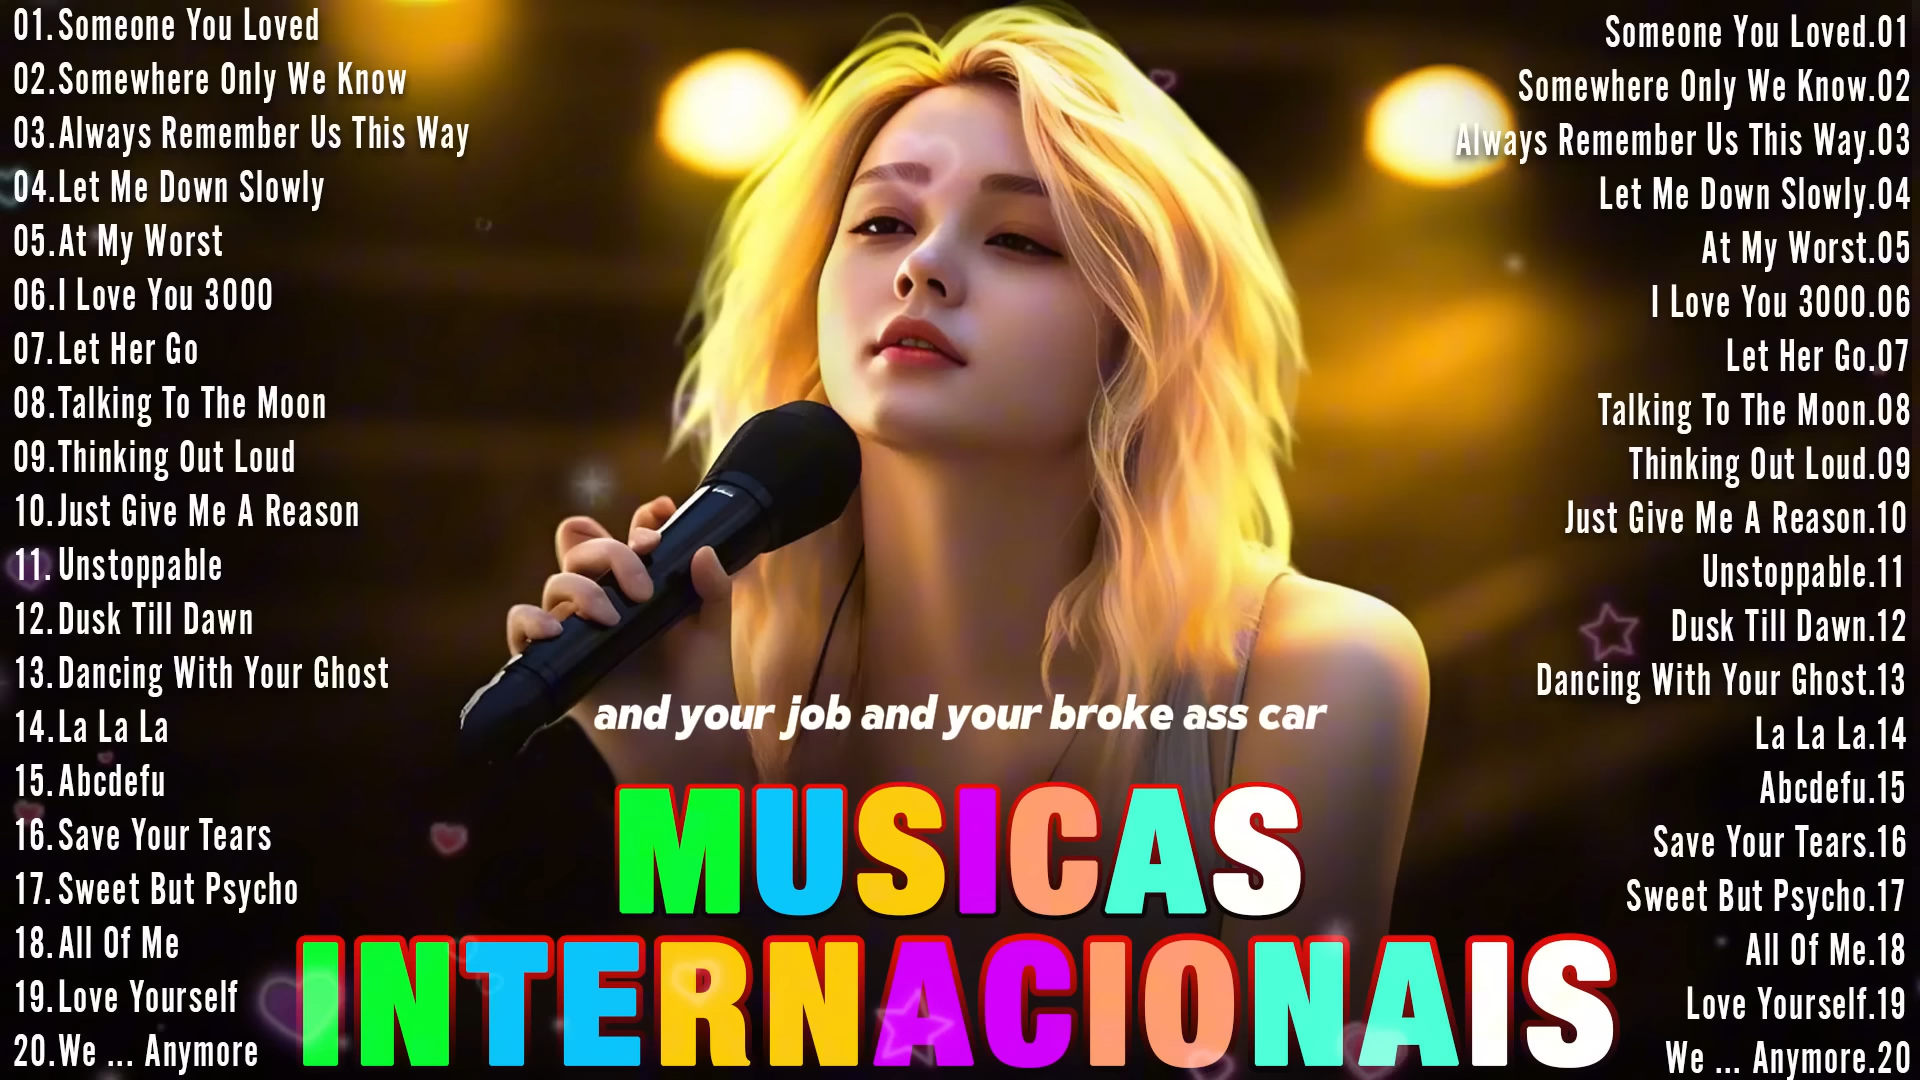 01.Someone You Loved
02.Somewhere Only We Know
03.Always Remember Us This Way
04.Let Me Down Slowly
05.At My Worst
06.I Love You 3000
07.Let Her Go
08.Talking To The Moon
09.Thinking Out Loud
10.Just Give Me A Reason
11. Unstoppable
12.Dusk Till Dawn
13.Dancing With Your Ghost
14.La La La
15.Abcdefu
16.Save Your Tears
17.Sweet But Psycho
18.All Of Me
19.Love Yourself
20.We ... Anymore
and your job and your broke ass car
MUSICAS
INTERNACIONAIS
Someone You Loved.01
Somewhere Only We Know.02
Always Remember Us This Way.03
Let Me Down Slowly.04
At My Worst.05
I Love You 3000.06
Let Her Go.07
Talking To The Moon.08
Thinking Out Loud.09
Just Give Me A Reason.10
Unstoppable.11
Dusk Till Dawn.12
Dancing With Your Ghost.13
La La La.14
Abcdefu.15
Save Your Tears.16
Sweet But Psycho.17
All Of Me.18
Love Yourself.19
We ... Anymore.20